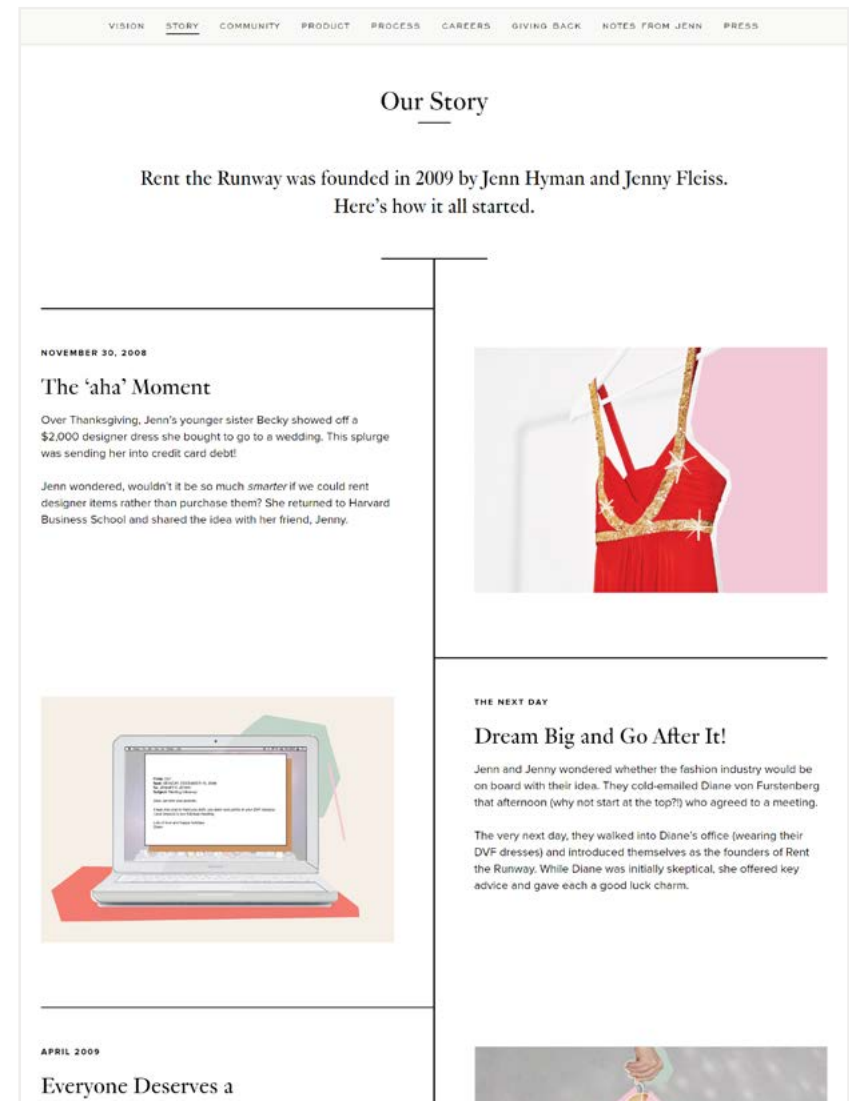 VISION STORY COMMUNITY PRODUCT PROCESS CAREERS GIVING BACK NOTES FROM JENN PRESS
Our Story
Rent the Runway was founded in 2009 by Jenn Hyman and Jenny Fleiss.
Here's how it all started.
NOVEMBER 30, 2008
The ‘aha’ Moment
Over Thanksgiving, Jenn's younger sister Becky showed off a
$2,000 designer dress she bought to go to a wedding. This splurge
was sending her into credit card debt!
Jenn wondered, wouldn't it be so much smarter if we could rent
designer items rather than purchase them? She returned to Harvard
Business School and shared the idea with her friend, Jenny.
THE NEXT DAY
Dream Big and Go After It!
Jenn and Jenny wondered whether the fashion industry would be
on board with their idea. They cold-emailed Diane von Furstenberg
that afternoon (why not start at the top?!) who agreed to a meeting.
The very next day, they walked into Diane's office (wearing their
DVF dresses) and introduced themselves as the founders of Rent
the Runway. While Diane was initially skeptical, she offered key
advice and gave each a good luck charm.
APRIL 2009
Everyone Deserves a